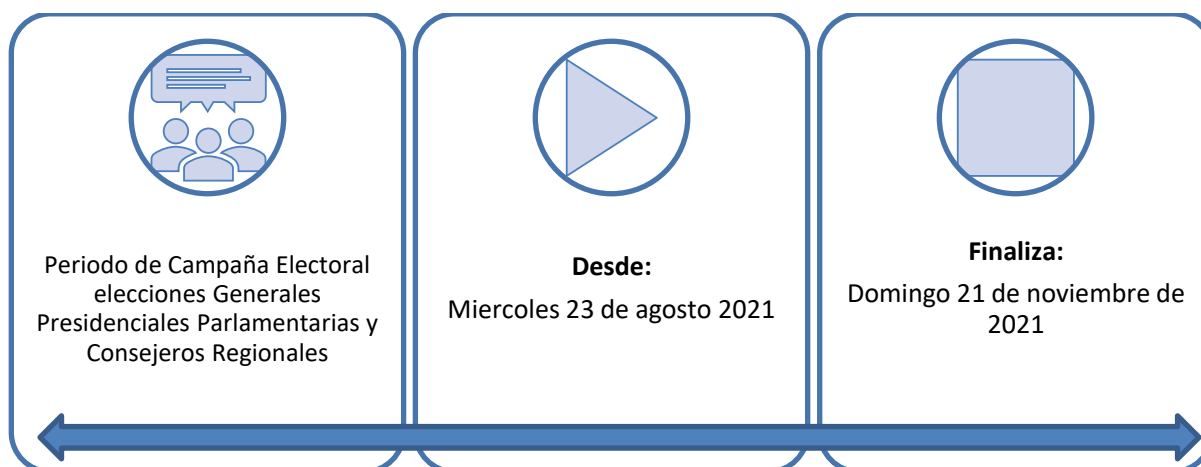 Periodo de Campaña Electoral
elecciones Generales
Presidenciales Parlamentarias y
Consejeros Regionales
Desde:
Miercoles 23 de agosto 2021
Finaliza:
Domingo 21 de noviembre de
2021